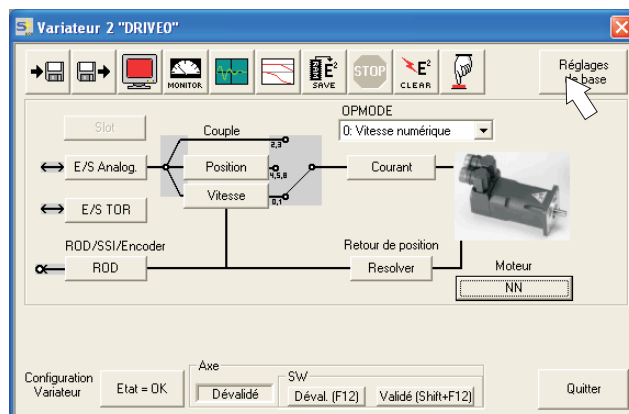 Variateur 2 "DRIVE0"
MONITOR
E²
SAVE
STOP
E²
CLEAR
Réglages
de base
Slot
E/S Analog.
E/S TOR
ROD/SSI/Encoder
ROD
Couple
2,3
Position
4,5,8
Vitesse
0,1
OPMODE
0: Vitesse numérique
Courant
Retour de position
Resolver
Moteur
NN
Configuration
Variateur
Etat = OK
Axe
Dévalidé
SW
Déval. (F12)
Validé (Shift+F12)
Quitter